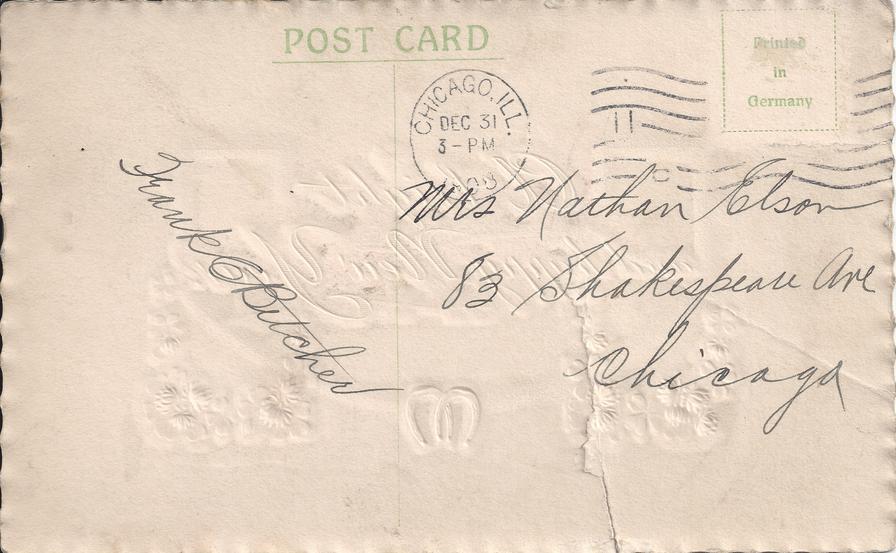 POST CARD
Printed
in
Germany
CHICAGO, ILL.
DEC 31
3-PM
Mrs Nathan Elson
83 Shakespeare Ave
Chicago
Frank C Bitcher